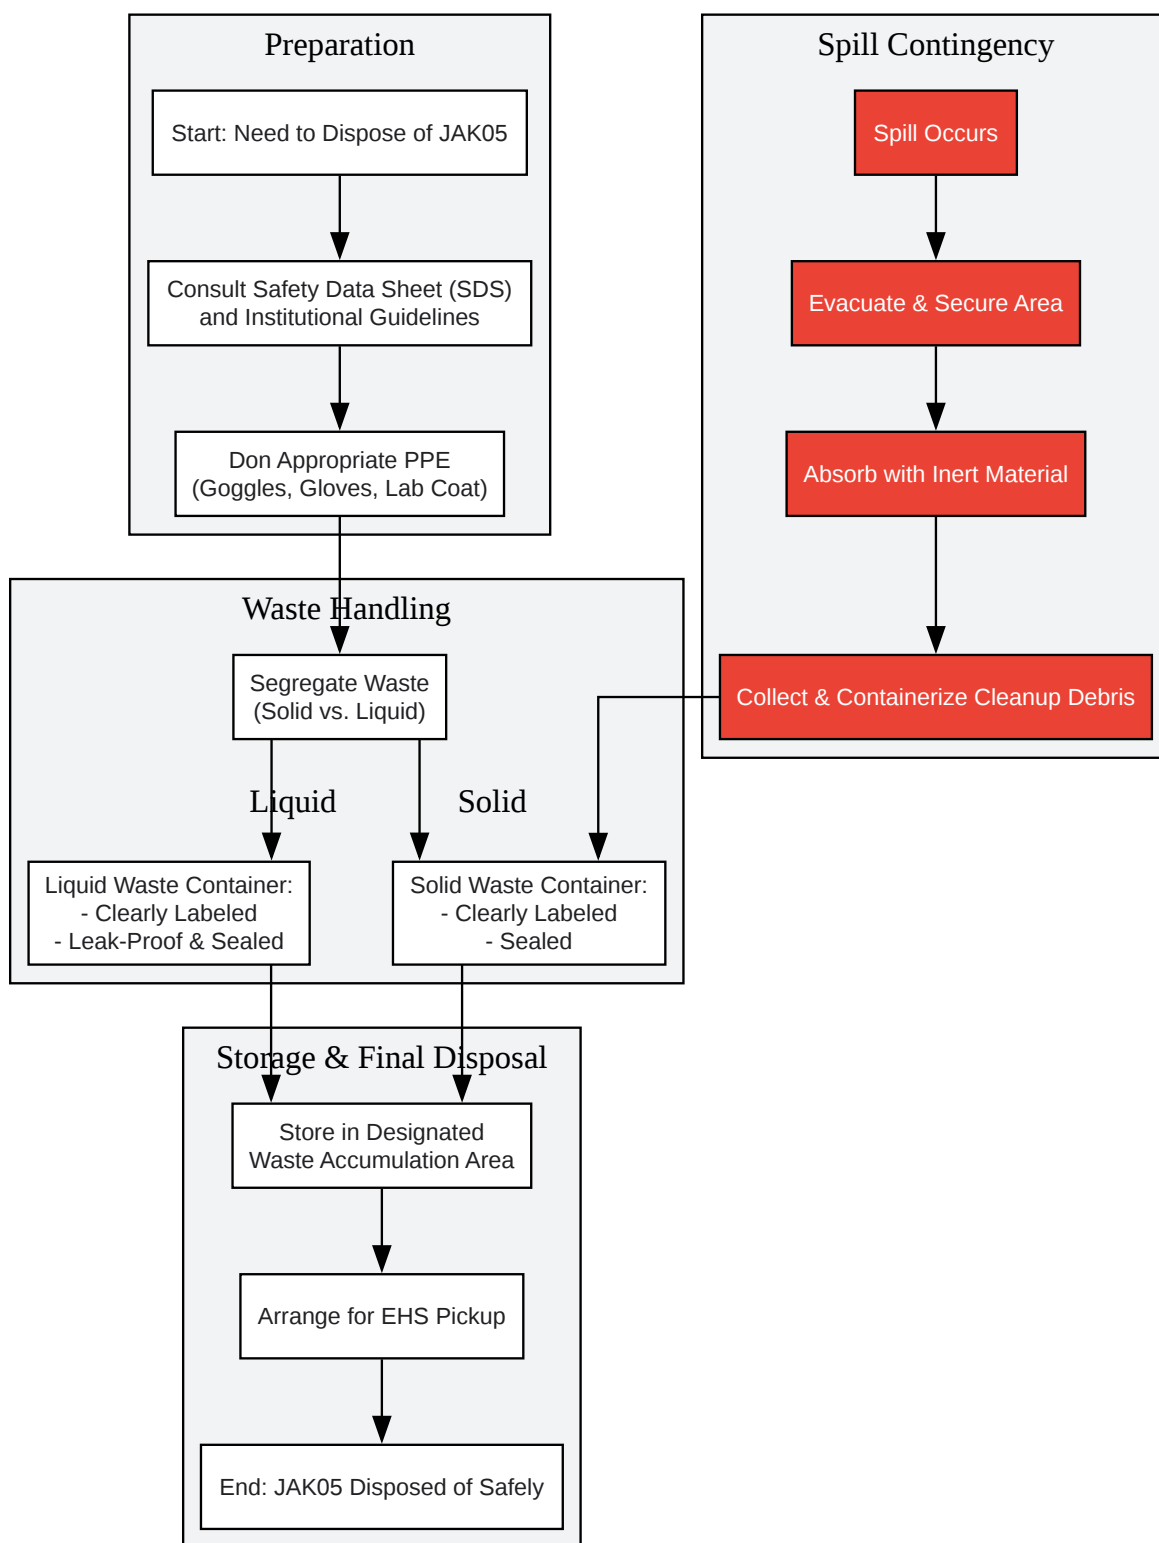 Preparation
Start: Need to Dispose of JAK05
Consult Safety Data Sheet (SDS)
and Institutional Guidelines
Don Appropriate PPE
(Goggles, Gloves, Lab Coat)
Waste Handling
Segregate Waste
(Solid vs. Liquid)
Liquid
Solid
Liquid Waste Container:
- Clearly Labeled
- Leak-Proof & Sealed
Solid Waste Container:
- Clearly Labeled
- Sealed
Storage & Final Disposal
Store in Designated
Waste Accumulation Area
Arrange for EHS Pickup
End: JAK05 Disposed of Safely
Spill Contingency
Spill Occurs
Evacuate & Secure Area
Absorb with Inert Material
Collect & Containerize Cleanup Debris